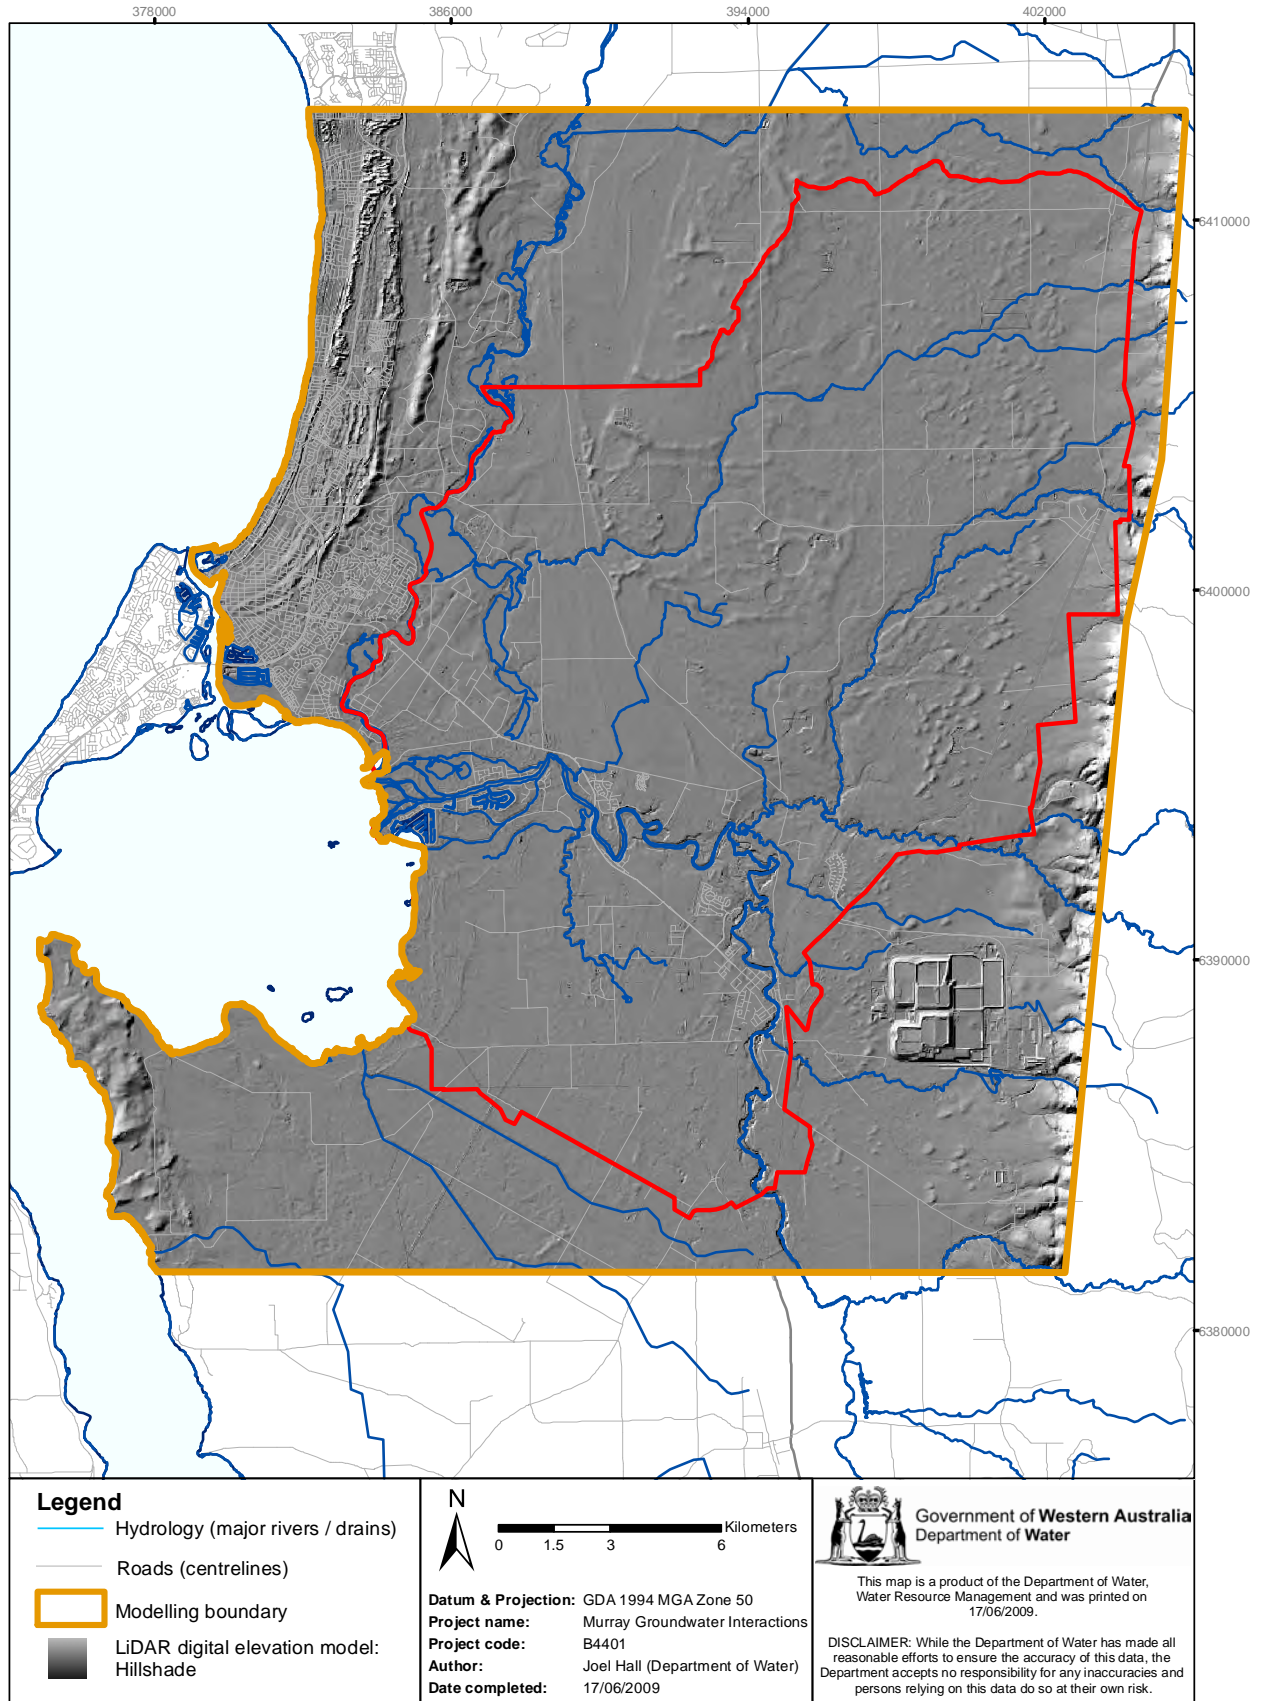 378000 386000 394000 402000
6410000
6400000
6390000
6380000
Legend
Hydrology (major rivers / drains)
Roads (centrelines)
Modelling boundary
LiDAR digital elevation model:
Hillshade
N
Kilometers
0 1.5 3 6
Datum & Projection: GDA 1994 MGA Zone 50
Project name: Murray Groundwater Interactions
Project code: B4401
Author: Joel Hall (Department of Water)
Date completed: 17/06/2009
Government of Western Australia
Department of Water
This map is a product of the Department of Water,
Water Resource Management and was printed on
17/06/2009.
DISCLAIMER: While the Department of Water has made all
reasonable efforts to ensure the accuracy of this data, the
Department accepts no responsibility for any inaccuracies and
persons relying on this data do so at their own risk.